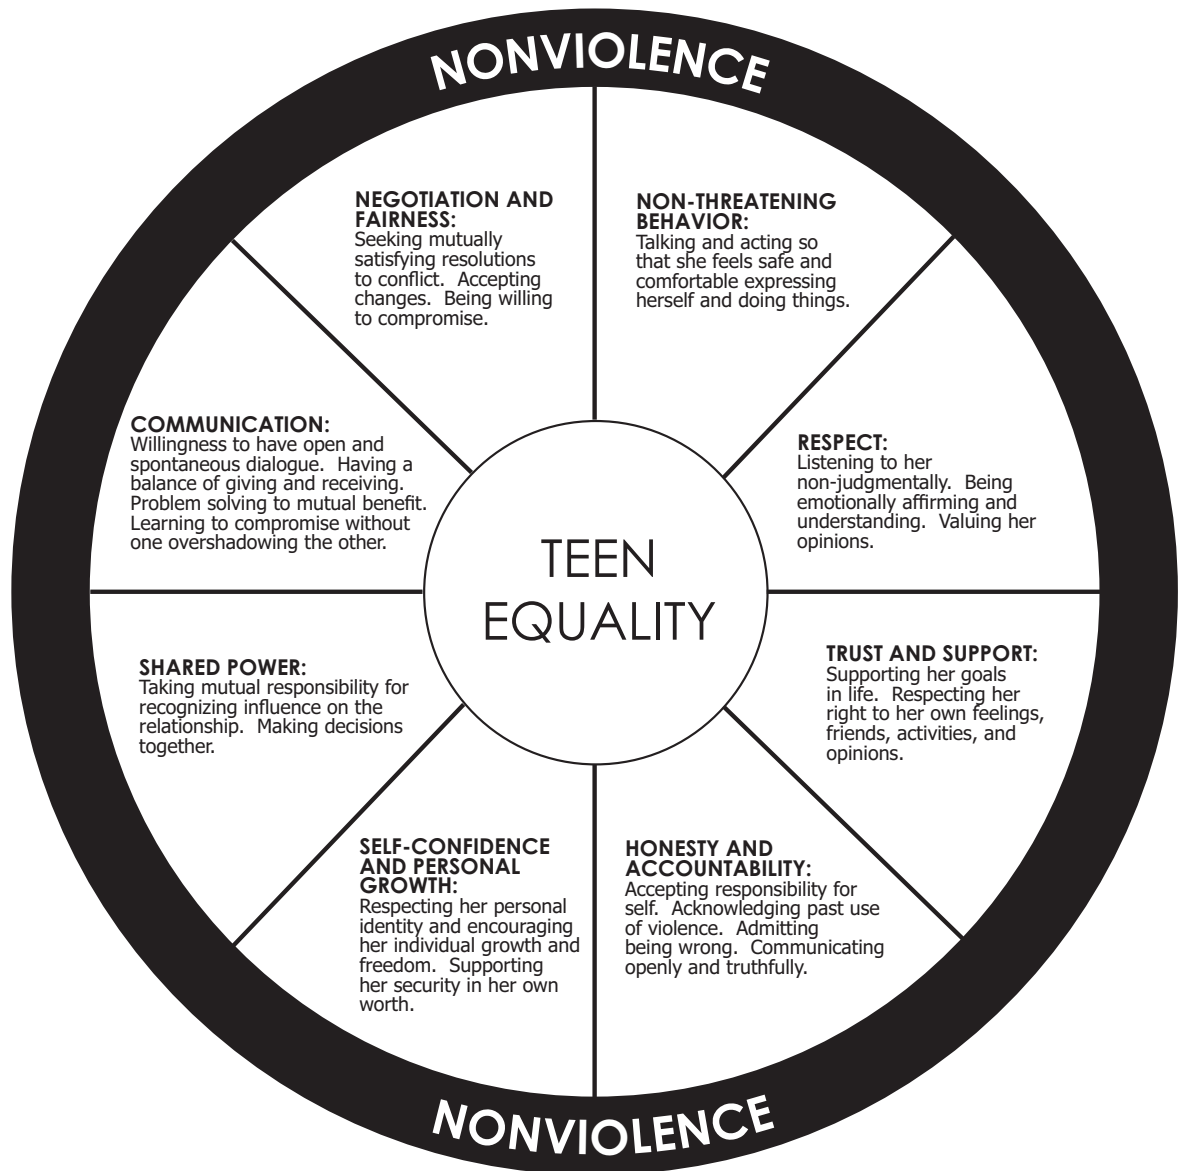 NONVIOLENCE
NEGOTIATION AND
FAIRNESS:
Seeking mutually
satisfying resolutions
to conflict.  Accepting
changes.  Being willing
to compromise.
NON-THREATENING
BEHAVIOR:
Talking and acting so
that she feels safe and
comfortable expressing
herself and doing things.
COMMUNICATION:
Willingness to have open and
spontaneous dialogue.  Having a
balance of giving and receiving.
Problem solving to mutual benefit.
Learning to compromise without
one overshadowing the other.
RESPECT:
Listening to her
non-judgmentally.  Being
emotionally affirming and
understanding.  Valuing her
opinions.
TEEN
EQUALITY
SHARED POWER:
Taking mutual responsibility for
recognizing influence on the
relationship.  Making decisions
together.
TRUST AND SUPPORT:
Supporting her goals
in life.  Respecting her
right to her own feelings,
friends, activities, and
opinions.
SELF-CONFIDENCE
AND PERSONAL
GROWTH:
Respecting her personal
identity and encouraging
her individual growth and
freedom.  Supporting
her security in her own
worth.
HONESTY AND
ACCOUNTABILITY:
Accepting responsibility for
self.  Acknowledging past use
of violence.  Admitting
being wrong.  Communicating
openly and truthfully.
NONVIOLENCE